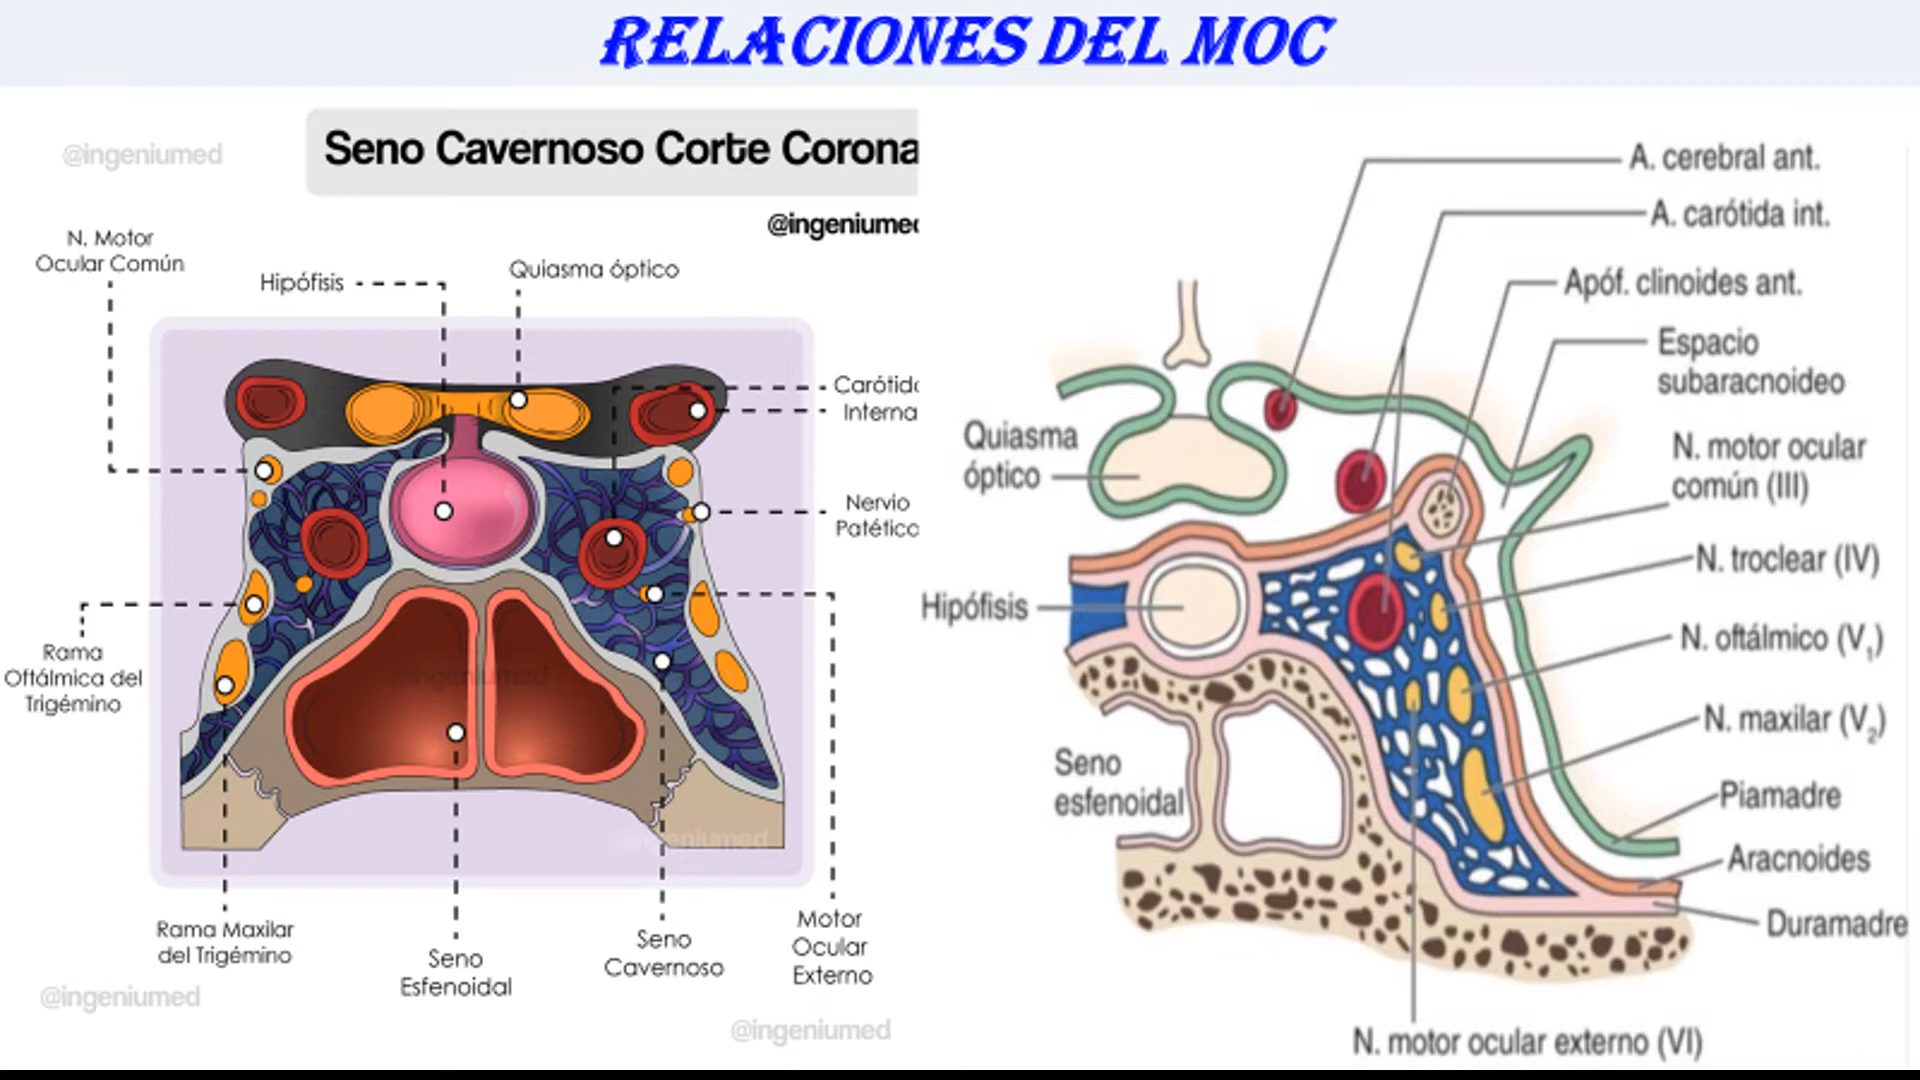 RELACIONES DEL MOC
@ingeniumed
Seno Cavernoso Corte Corona
@ingeniumed
N. Motor
Ocular Común
Hipófisis
Quiasma óptico
Carótida
Interna
Nervio
Patético
Rama
Oftálmica del
Trigémino
ingeniumed
ingeniumed
Rama Maxilar
del Trigémino
Seno
Esfenoidal
Seno
Cavernoso
Motor
Ocular
Externo
@ingeniumed
@ingeniumed
A. cerebral ant.
A. carótida int.
Apóf. clinoides ant.
Espacio
subaracnoideo
Quiasma
óptico
N. motor ocular
común (III)
N. troclear (IV)
Hipófisis
N. oftálmico (V1)
N. maxilar (V2)
Seno
esfenoidal
Piamadre
Aracnoides
Duramadre
N. motor ocular externo (VI)